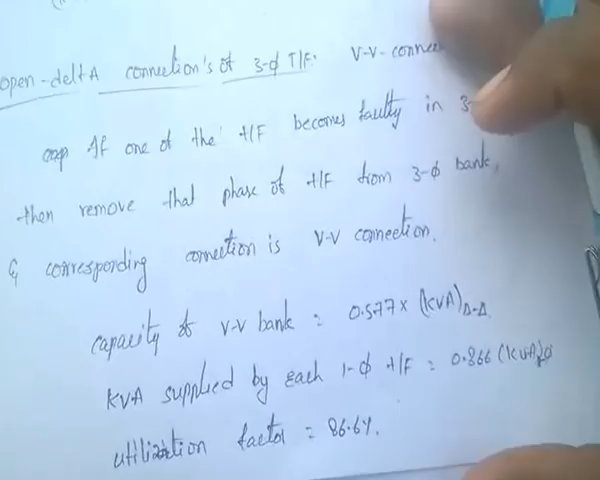 open-delta connection's of 3-ϕ T/F: V-V-connec
cap If one of the t/F becomes faulty in 3-
then remove that phase of t/F from 3-ϕ bank,
& corresponding connection is V-V connection.
capacity of V-V bank = 0.577 x (kVA)Δ-Δ.
KVA supplied by each 1-ϕ t/F = 0.866 (kVA)
utilization factor = 86.6%.